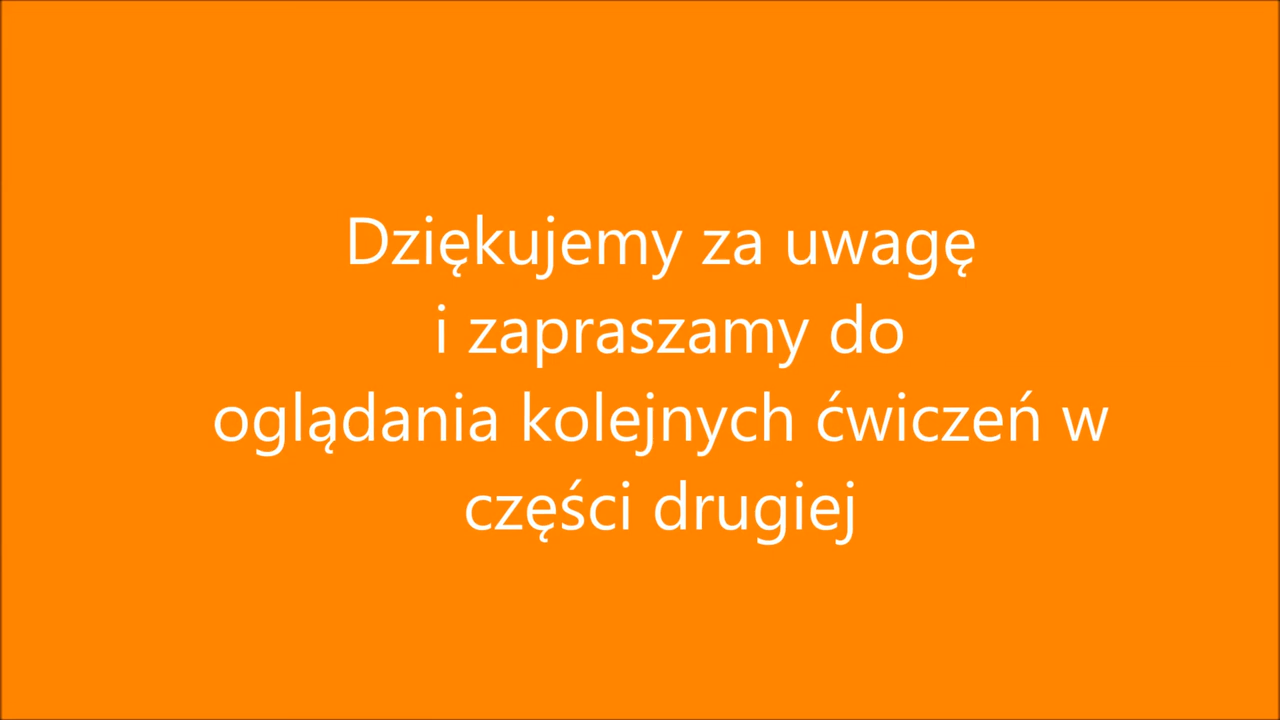 Dziękujemy za uwagę
i zapraszamy do
oglądania kolejnych ćwiczeń w
części drugiej